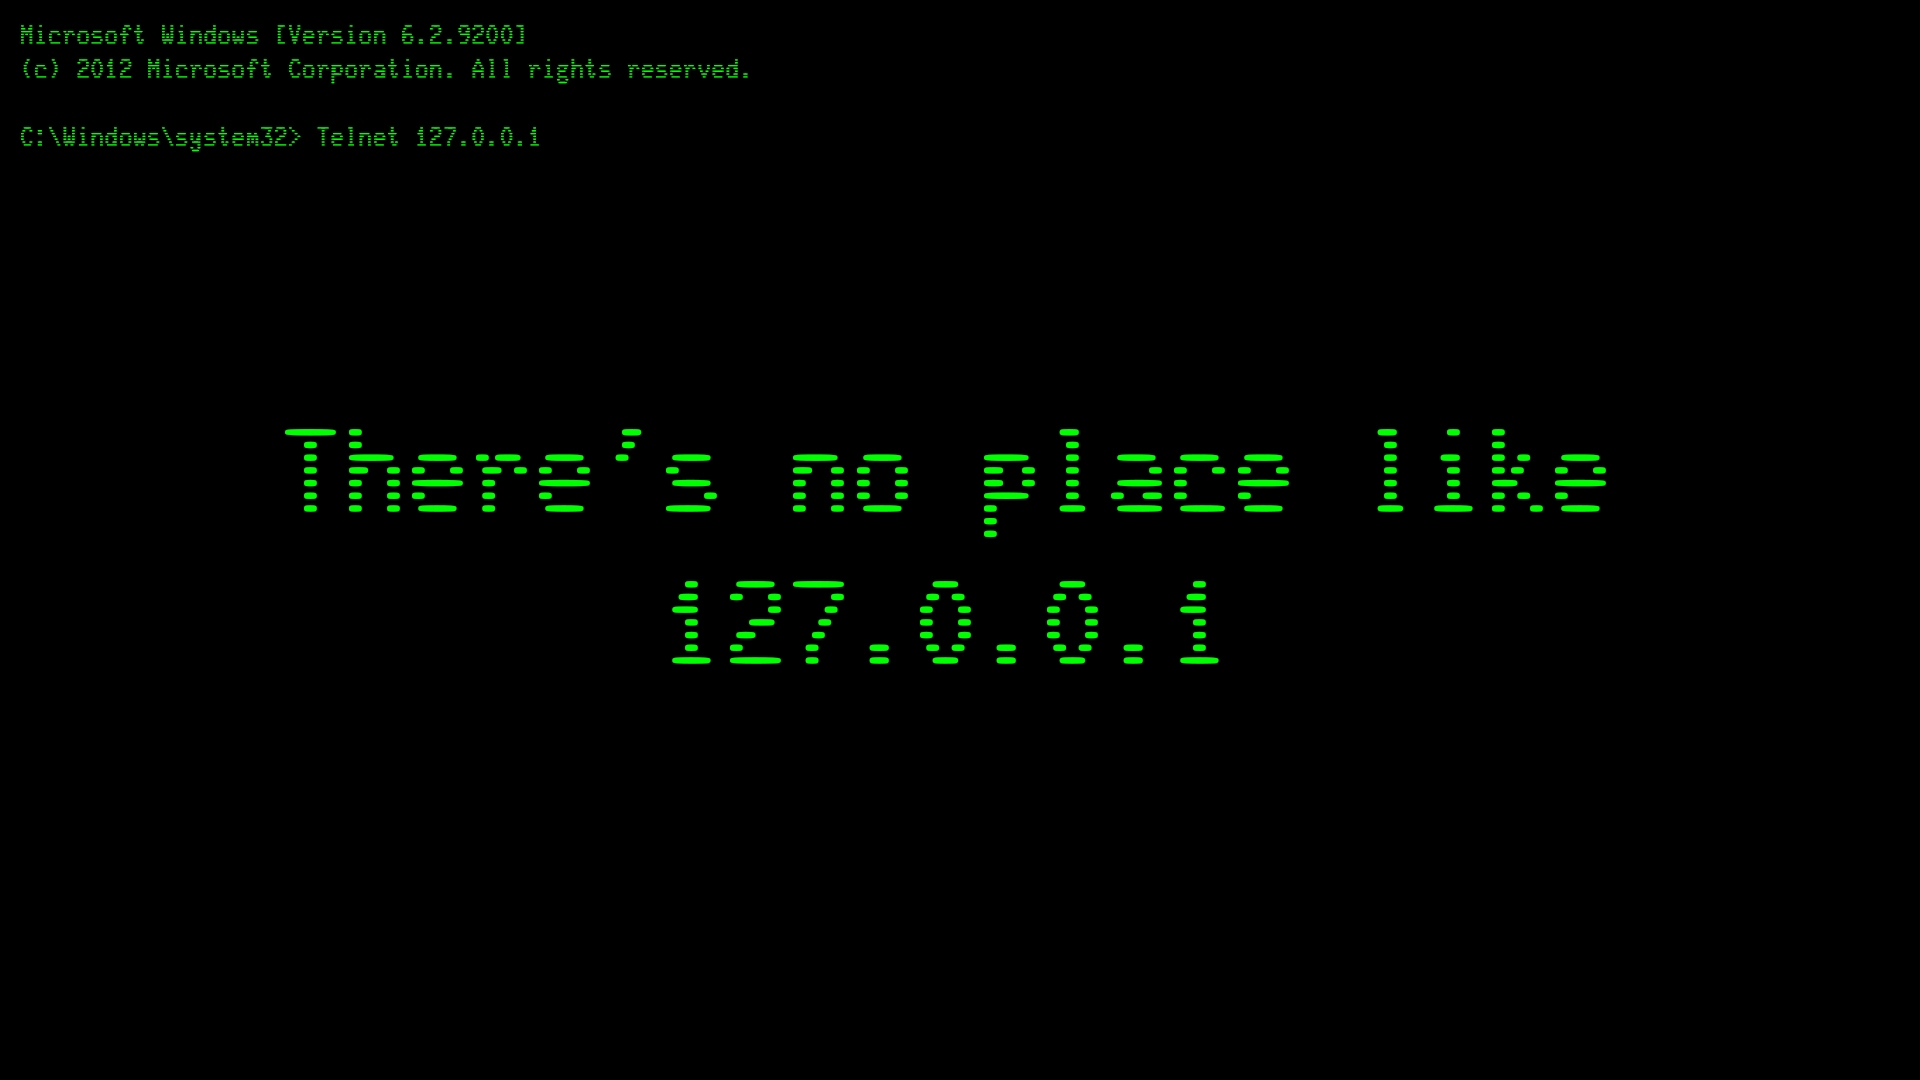 Microsoft Windows [Version 6.2.9200]
(c) 2012 Microsoft Corporation. All rights reserved.
C:\Windows\system32> Telnet 127.0.0.1
There's no place like
127.0.0.1